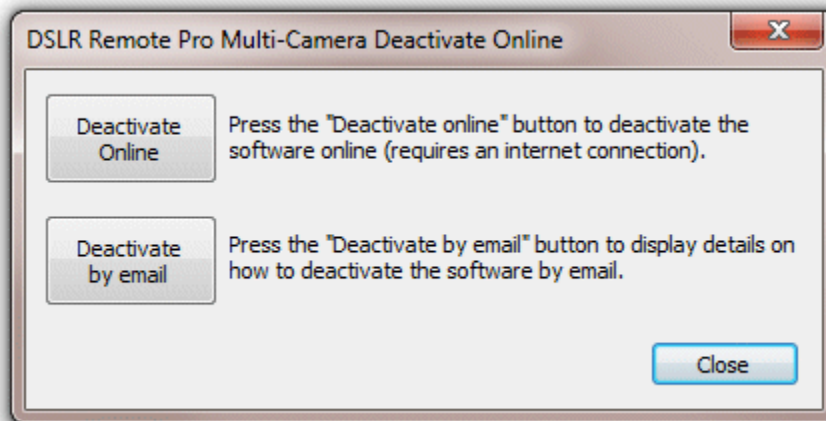 DSLR Remote Pro Multi-Camera Deactivate Online
Deactivate
Online
Press the "Deactivate online" button to deactivate the
software online (requires an internet connection).
Deactivate
by email
Press the "Deactivate by email" button to display details on
how to deactivate the software by email.
Close